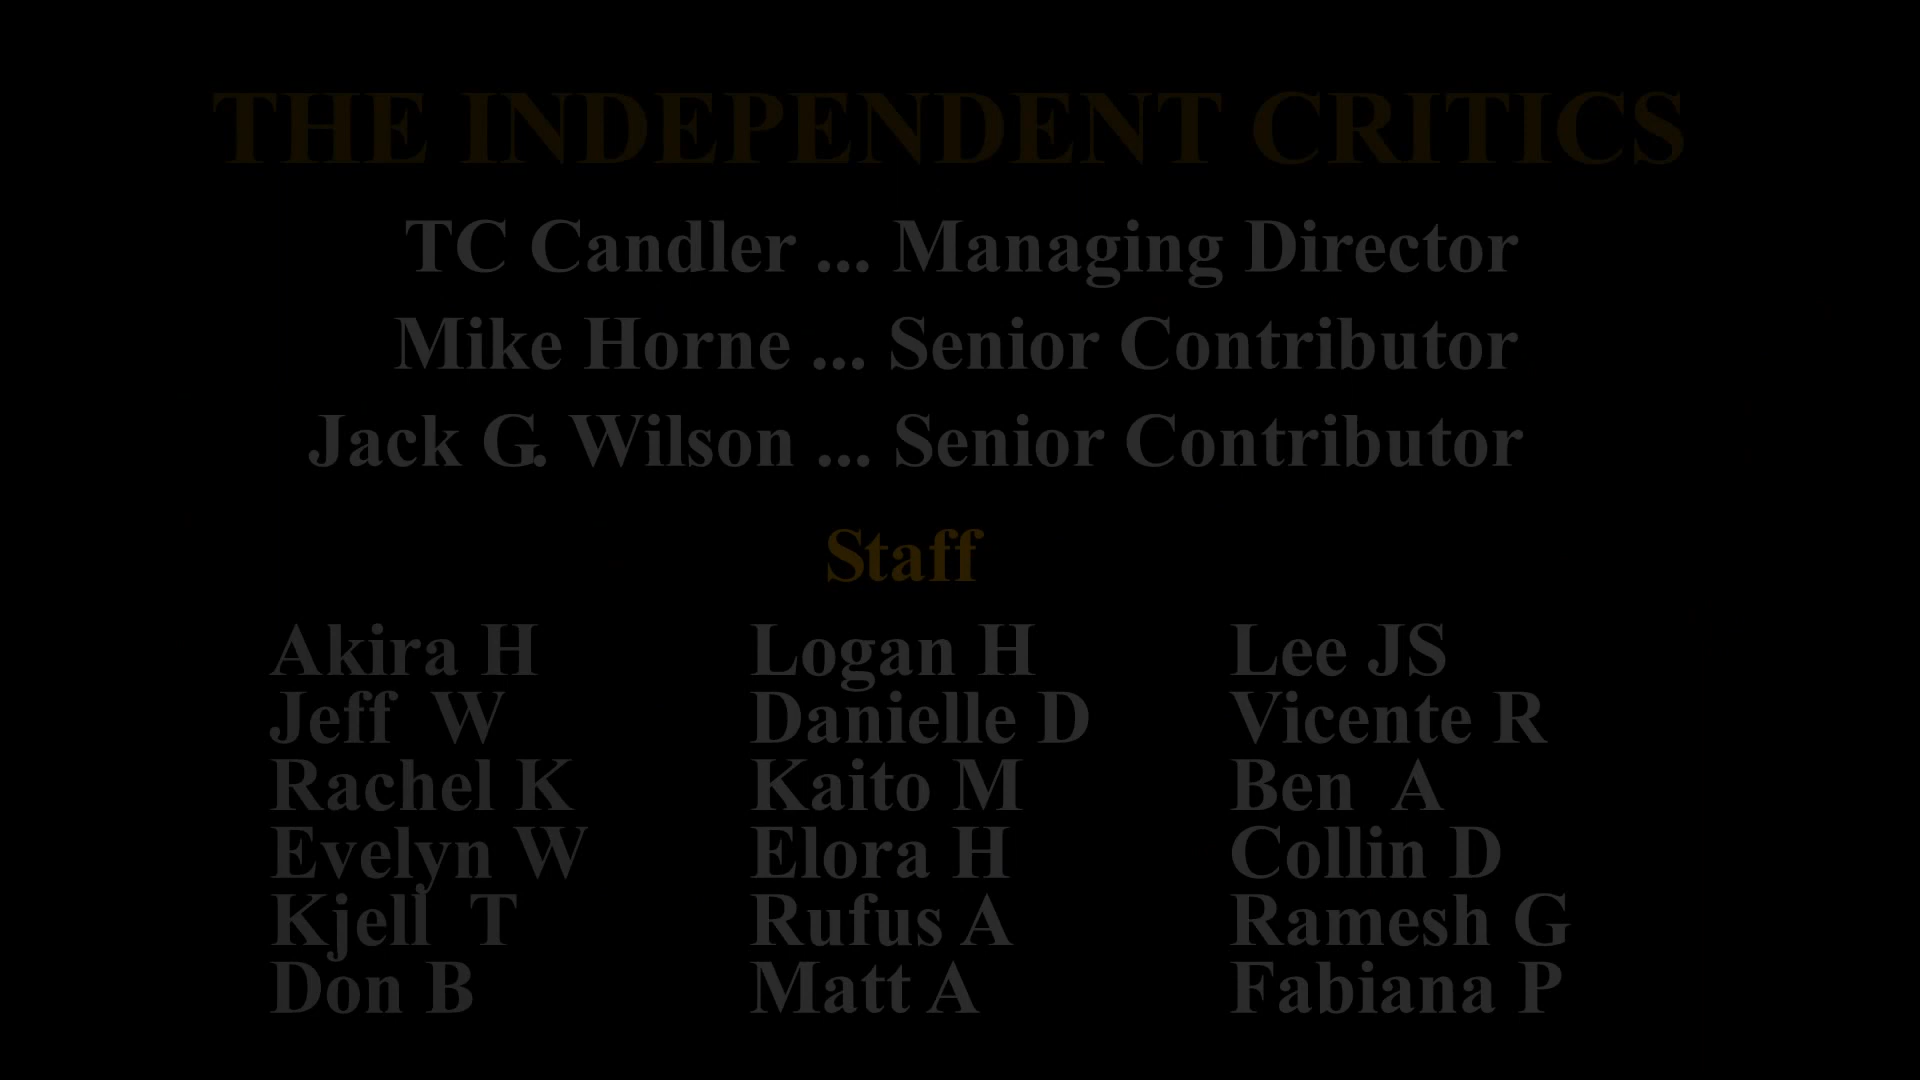 THE INDEPENDENT CRITICS
TC Candler ... Managing Director
Mike Horne ... Senior Contributor
Jack G. Wilson ... Senior Contributor
Staff
Akira H
Jeff W
Rachel K
Evelyn W
Kjell T
Don B
Logan H
Danielle D
Kaito M
Elora H
Rufus A
Matt A
Lee JS
Vicente R
Ben A
Collin D
Ramesh G
Fabiana P